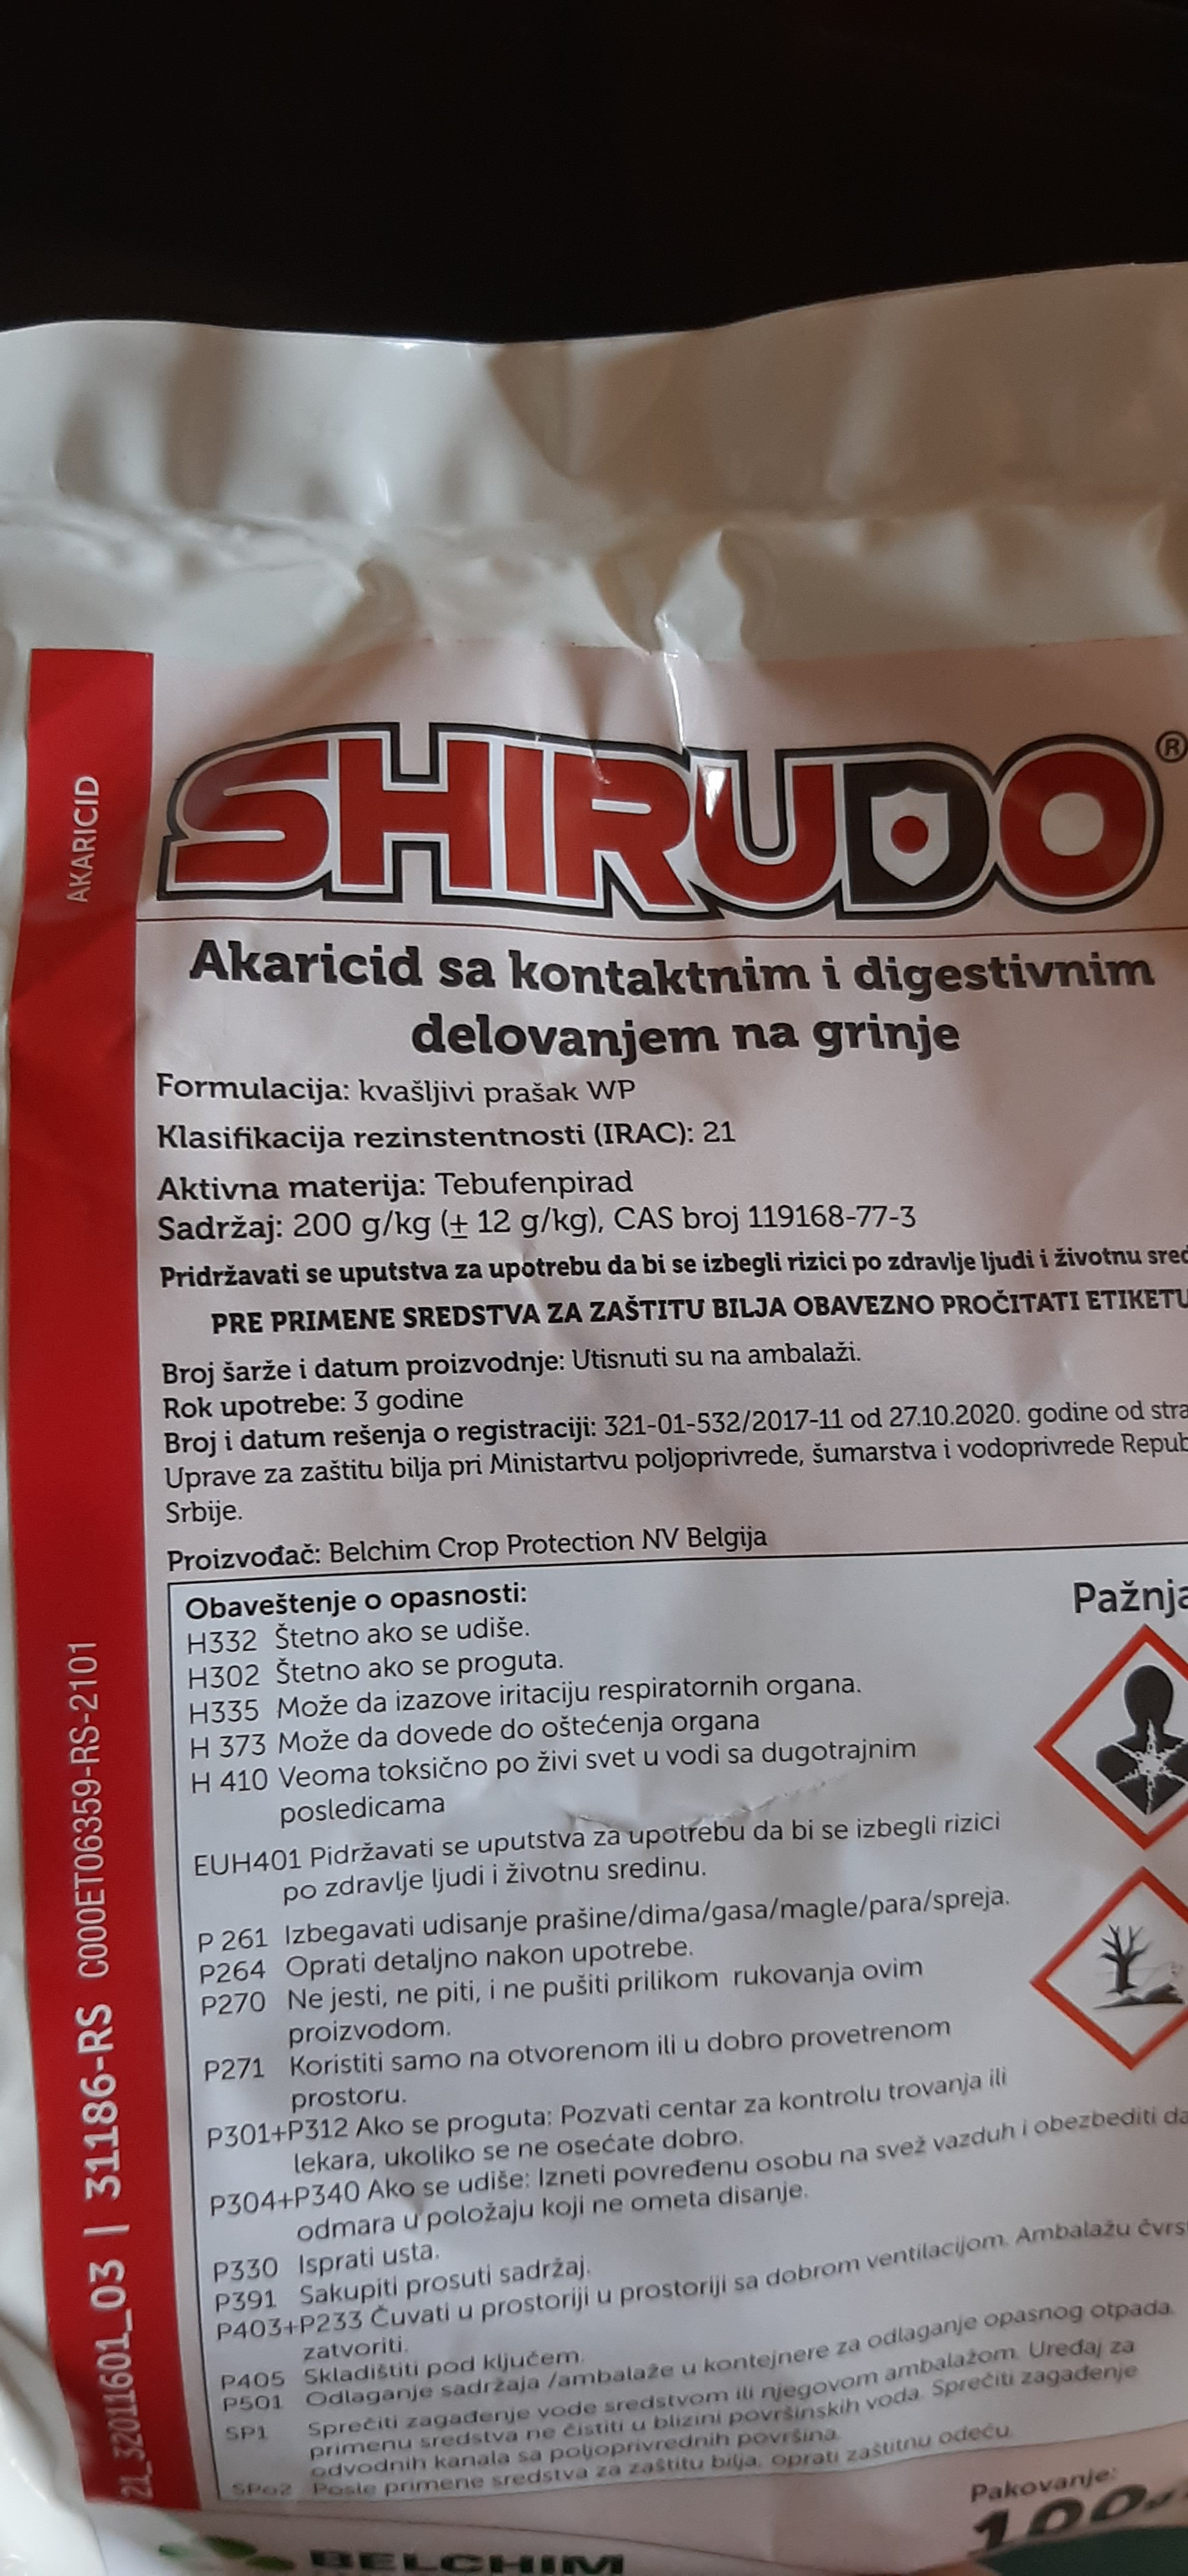 SHIRUDO®
AKARICID
Akaricid sa kontaktnim i digestivnim
delovanjem na grinje
Formulacija: kvašljivi prašak WP
Klasifikacija rezinstentnosti (IRAC): 21
Aktivna materija: Tebufenpirad
Sadržaj: 200 g/kg (± 12 g/kg), CAS broj 119168-77-3
Pridržavati se uputstva za upotrebu da bi se izbegli rizici po zdravlje ljudi i životnu sred
PRE PRIMENE SREDSTVA ZA ZAŠTITU BILJA OBAVEZNO PROČITATI ETIKETU
Broj šarže i datum proizvodnje: Utisnuti su na ambalaži.
Rok upotrebe: 3 godine
Broj i datum rešenja o registraciji: 321-01-532/2017-11 od 27.10.2020. godine od stra
Uprave za zaštitu bilja pri Ministartvu poljoprivrede, šumarstva i vodoprivrede Repub
Srbije.
Proizvođač: Belchim Crop Protection NV Belgija
Obaveštenje o opasnosti:
Pažnja
H332 Štetno ako se udiše.
H302 Štetno ako se proguta.
H335 Može da izazove iritaciju respiratornih organa.
H 373 Može da dovede do oštećenja organa
H 410 Veoma toksično po živi svet u vodi sa dugotrajnim
posledicama
EUH401 Pidržavati se uputstva za upotrebu da bi se izbegli rizici
po zdravlje ljudi i životnu sredinu.
P 261 Izbegavati udisanje prašine/dima/gasa/magle/para/spreja.
P264 Oprati detaljno nakon upotrebe.
P270 Ne jesti, ne piti, i ne pušiti prilikom rukovanja ovim
proizvodom.
P271 Koristiti samo na otvorenom ili u dobro provetrenom
prostoru.
P301+P312 Ako se proguta: Pozvati centar za kontrolu trovanja ili
lekara, ukoliko se ne osećate dobro.
P304+P340 Ako se udiše: Izneti povređenu osobu na svež vazduh i obezbediti da
odmara u položaju koji ne ometa disanje.
P330 Isprati usta.
P391 Sakupiti prosuti sadržaj.
P403+P233 Čuvati u prostoriji u prostoriji sa dobrom ventilacijom. Ambalažu čvrs
zatvoriti.
P405 Skladištiti pod ključem.
P501 Odlaganje sadržaja /ambalaže u kontejnere za odlaganje opasnog otpada.
SP1 Sprečiti zagađenje vode sredstvom ili njegovom ambalažom. Uređaj za
primenu sredstva ne čistiti u blizini površinskih voda. Sprečiti zagađenje
odvodnih kanala sa poljoprivrednih površina.
SPo2 Posle primene sredstva za zaštitu bilja, oprati zaštitnu odeću.
Pakovanje:
100
BELCHIM
21_32011601_03 | 31186-RS C000ET06359-RS-2101